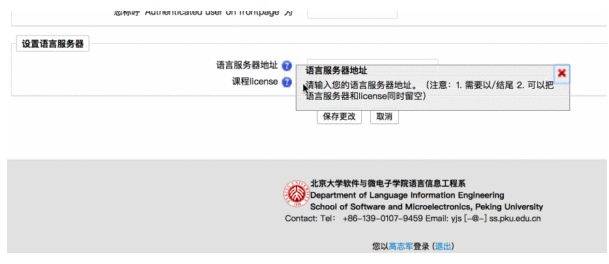 您称呼 'Authenticated user on frontpage' 为
设置语言服务器
语言服务器地址
语言服务器地址
请输入您的语言服务器地址。（注意：1. 需要以/结尾 2. 可以把
课程license
语言服务器和license同时留空）
保存更改 取消
北京大学软件与微电子学院语言信息工程系
Department of Language Information Engineering
School of Software and Microelectronics, Peking University
Contact: Tel: +86-139-0107-9459 Email: yjs [-@-] ss.pku.edu.cn
您以高志军登录 (退出)